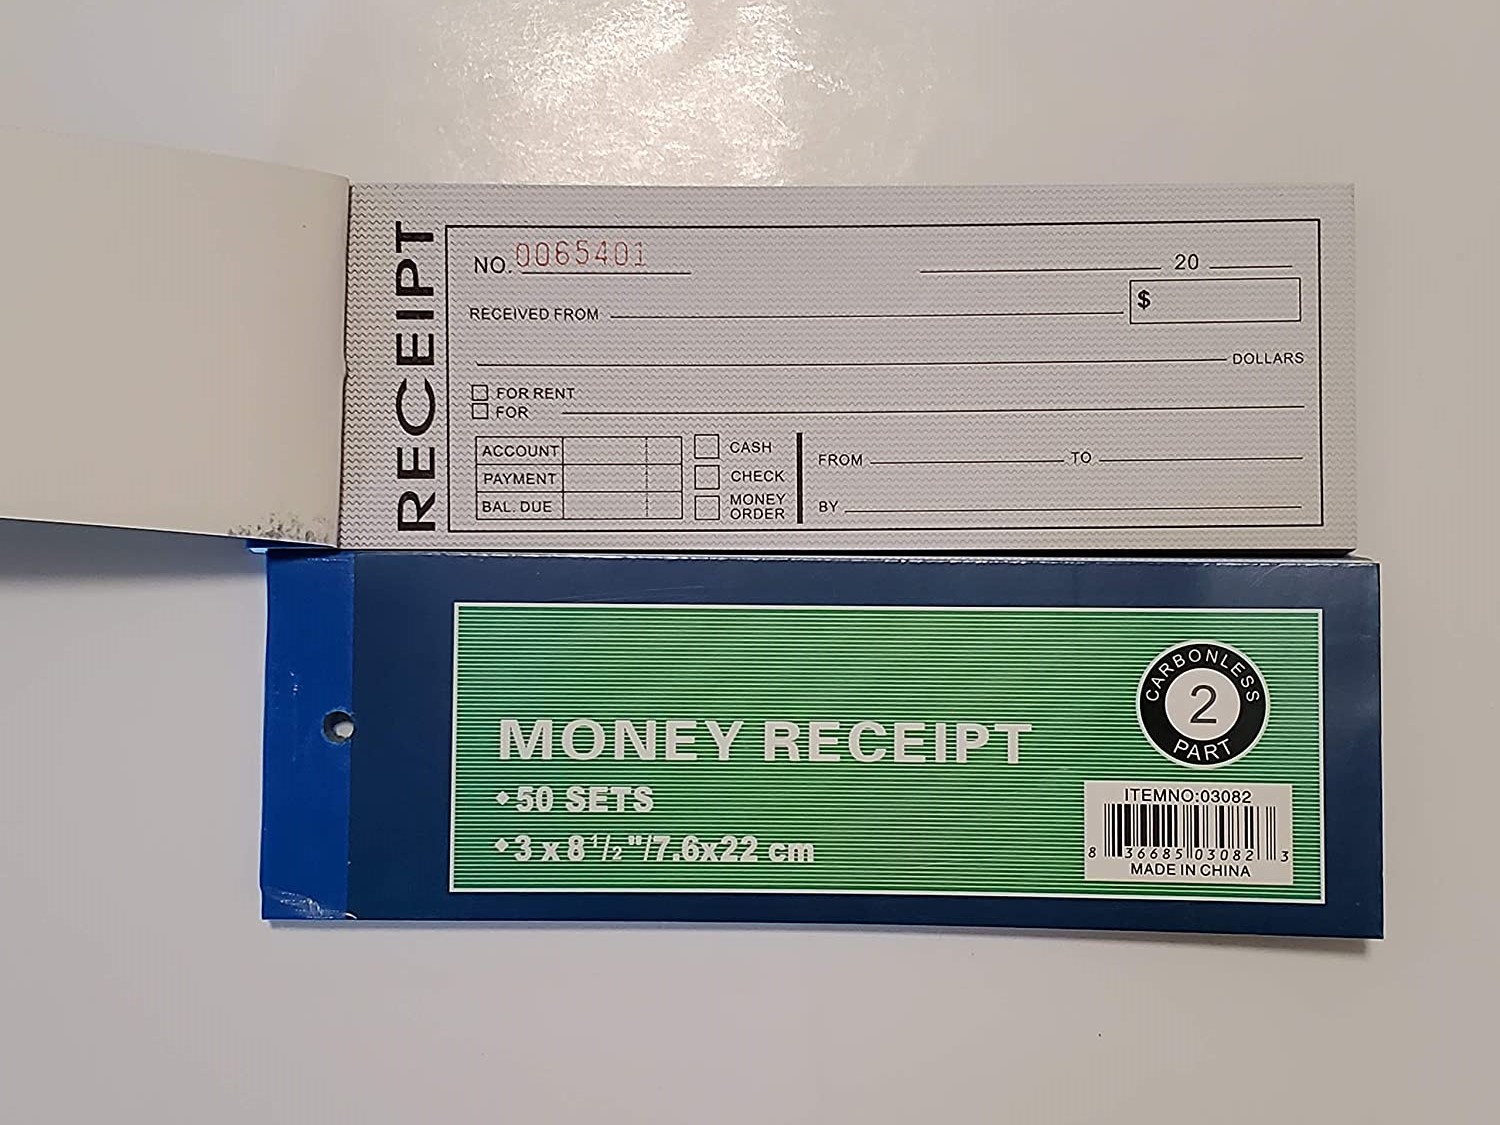 RECEIPT
NO. 0065401
20
RECEIVED FROM
$
DOLLARS
FOR RENT
FOR
ACCOUNT
PAYMENT
BAL. DUE
CASH
CHECK
MONEY
ORDER
FROM
TO
BY
CARBONLESS
2
PART
MONEY RECEIPT
50 SETS
3 x 8 1/2"/7.6x22 cm
ITEMNO:03082
8 36685 03082 3
MADE IN CHINA